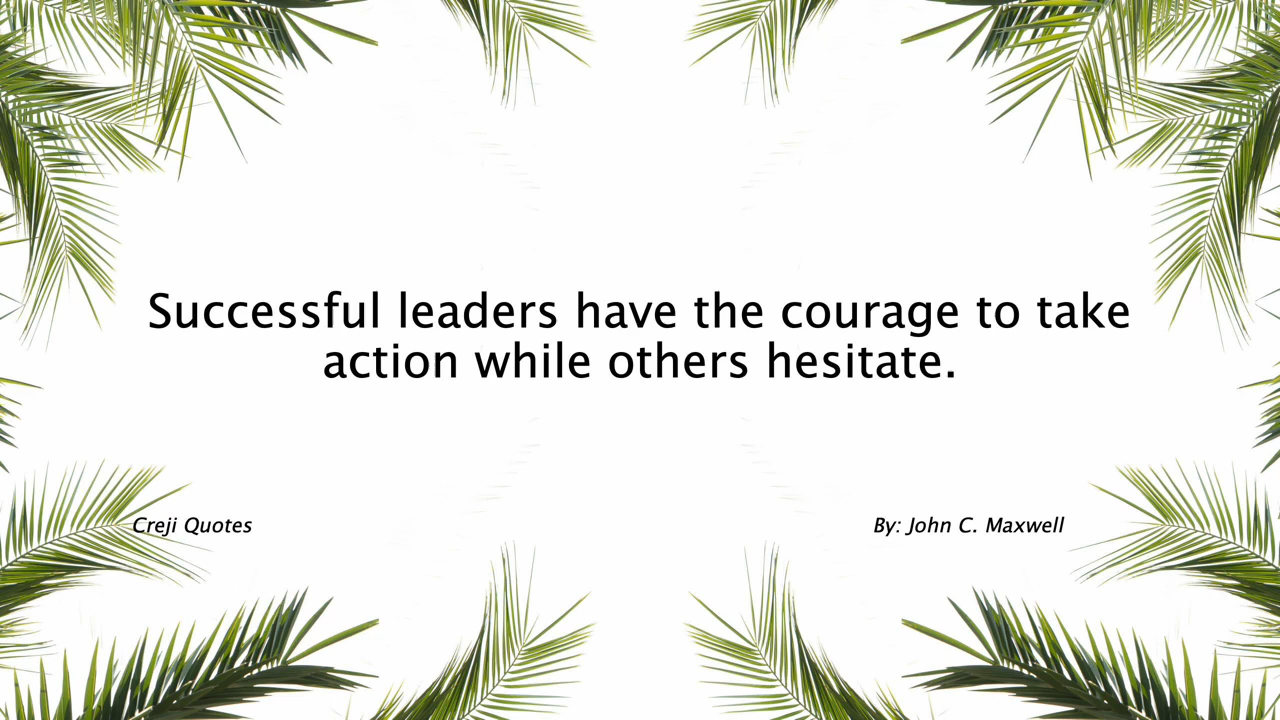 Successful leaders have the courage to take
action while others hesitate.
Creji Quotes
By: John C. Maxwell